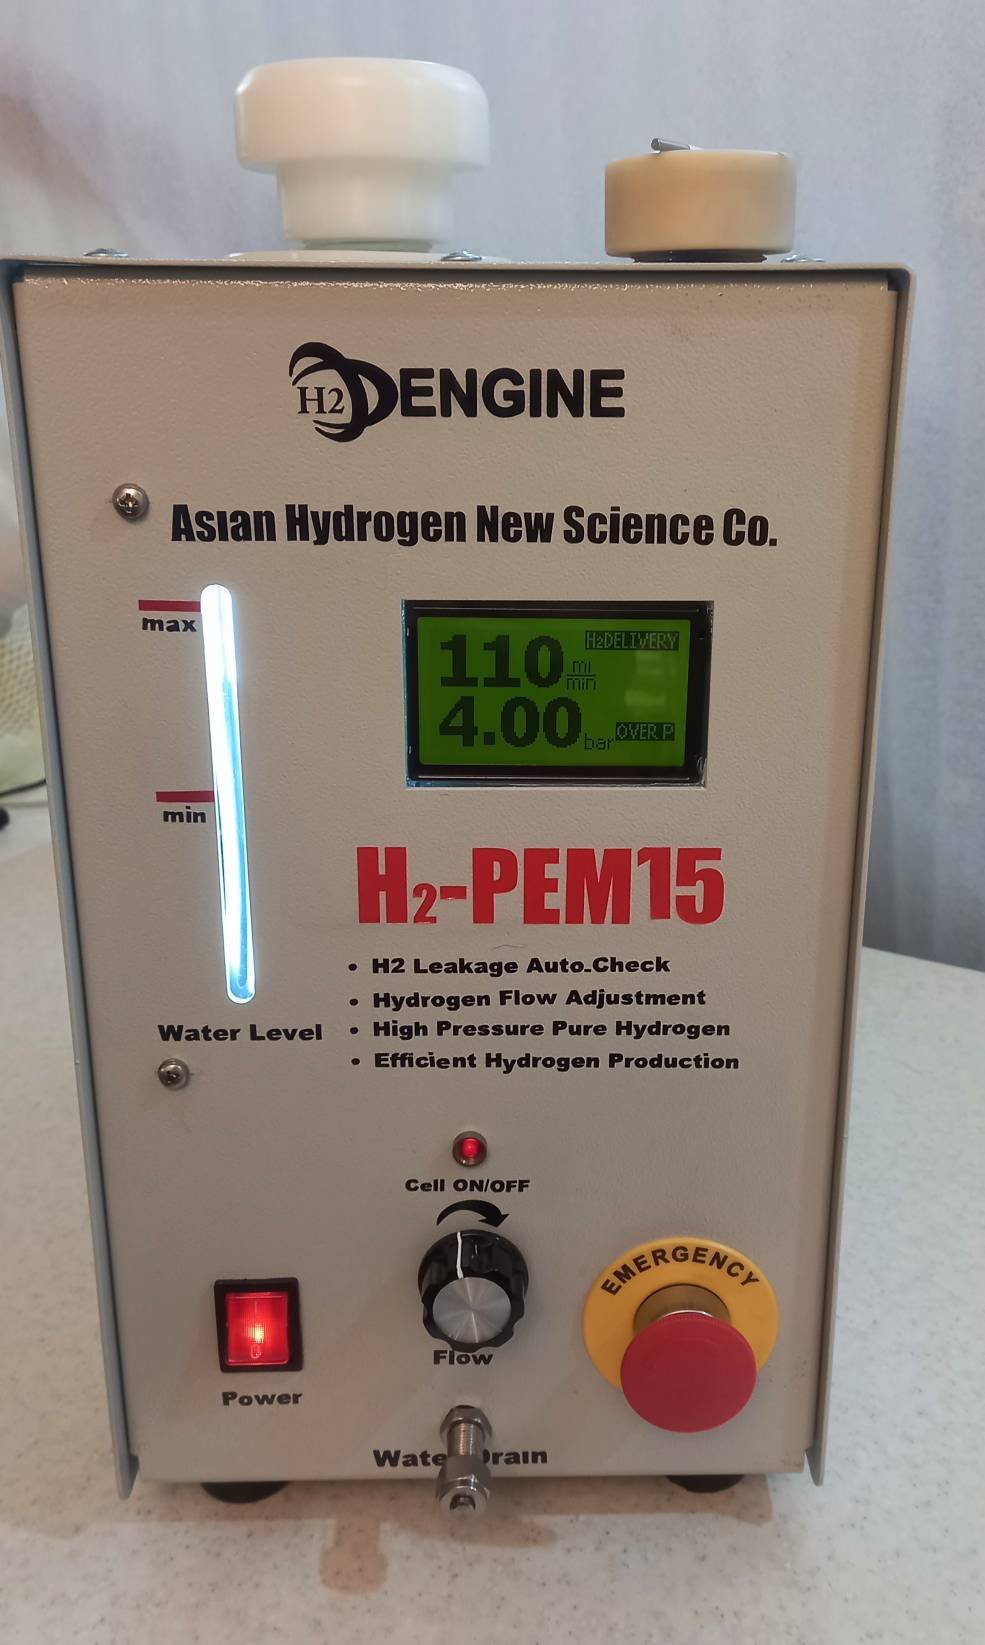 H2 ENGINE
Asian Hydrogen New Science Co.
max
110 ml/min H2DELIVERY
4.00 bar OVER P
min
H2-PEM15
• H2 Leakage Auto-Check
• Hydrogen Flow Adjustment
• High Pressure Pure Hydrogen
• Efficient Hydrogen Production
Water Level
Cell ON/OFF
EMERGENCY
Flow
Power
Water Drain